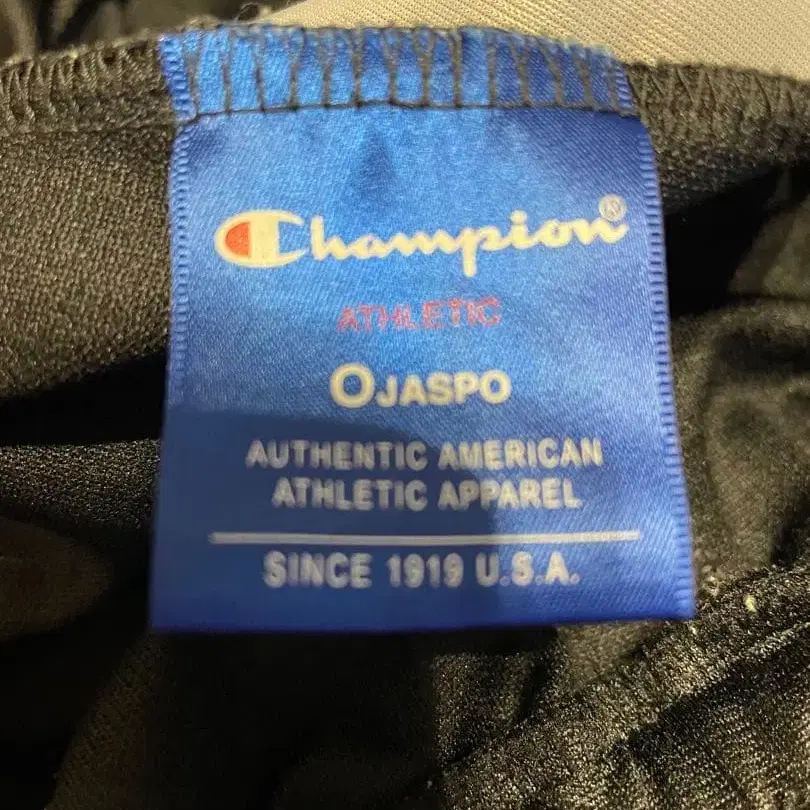 Champion®
ATHLETIC
OJASPO
AUTHENTIC AMERICAN
ATHLETIC APPAREL
SINCE 1919 U.S.A.